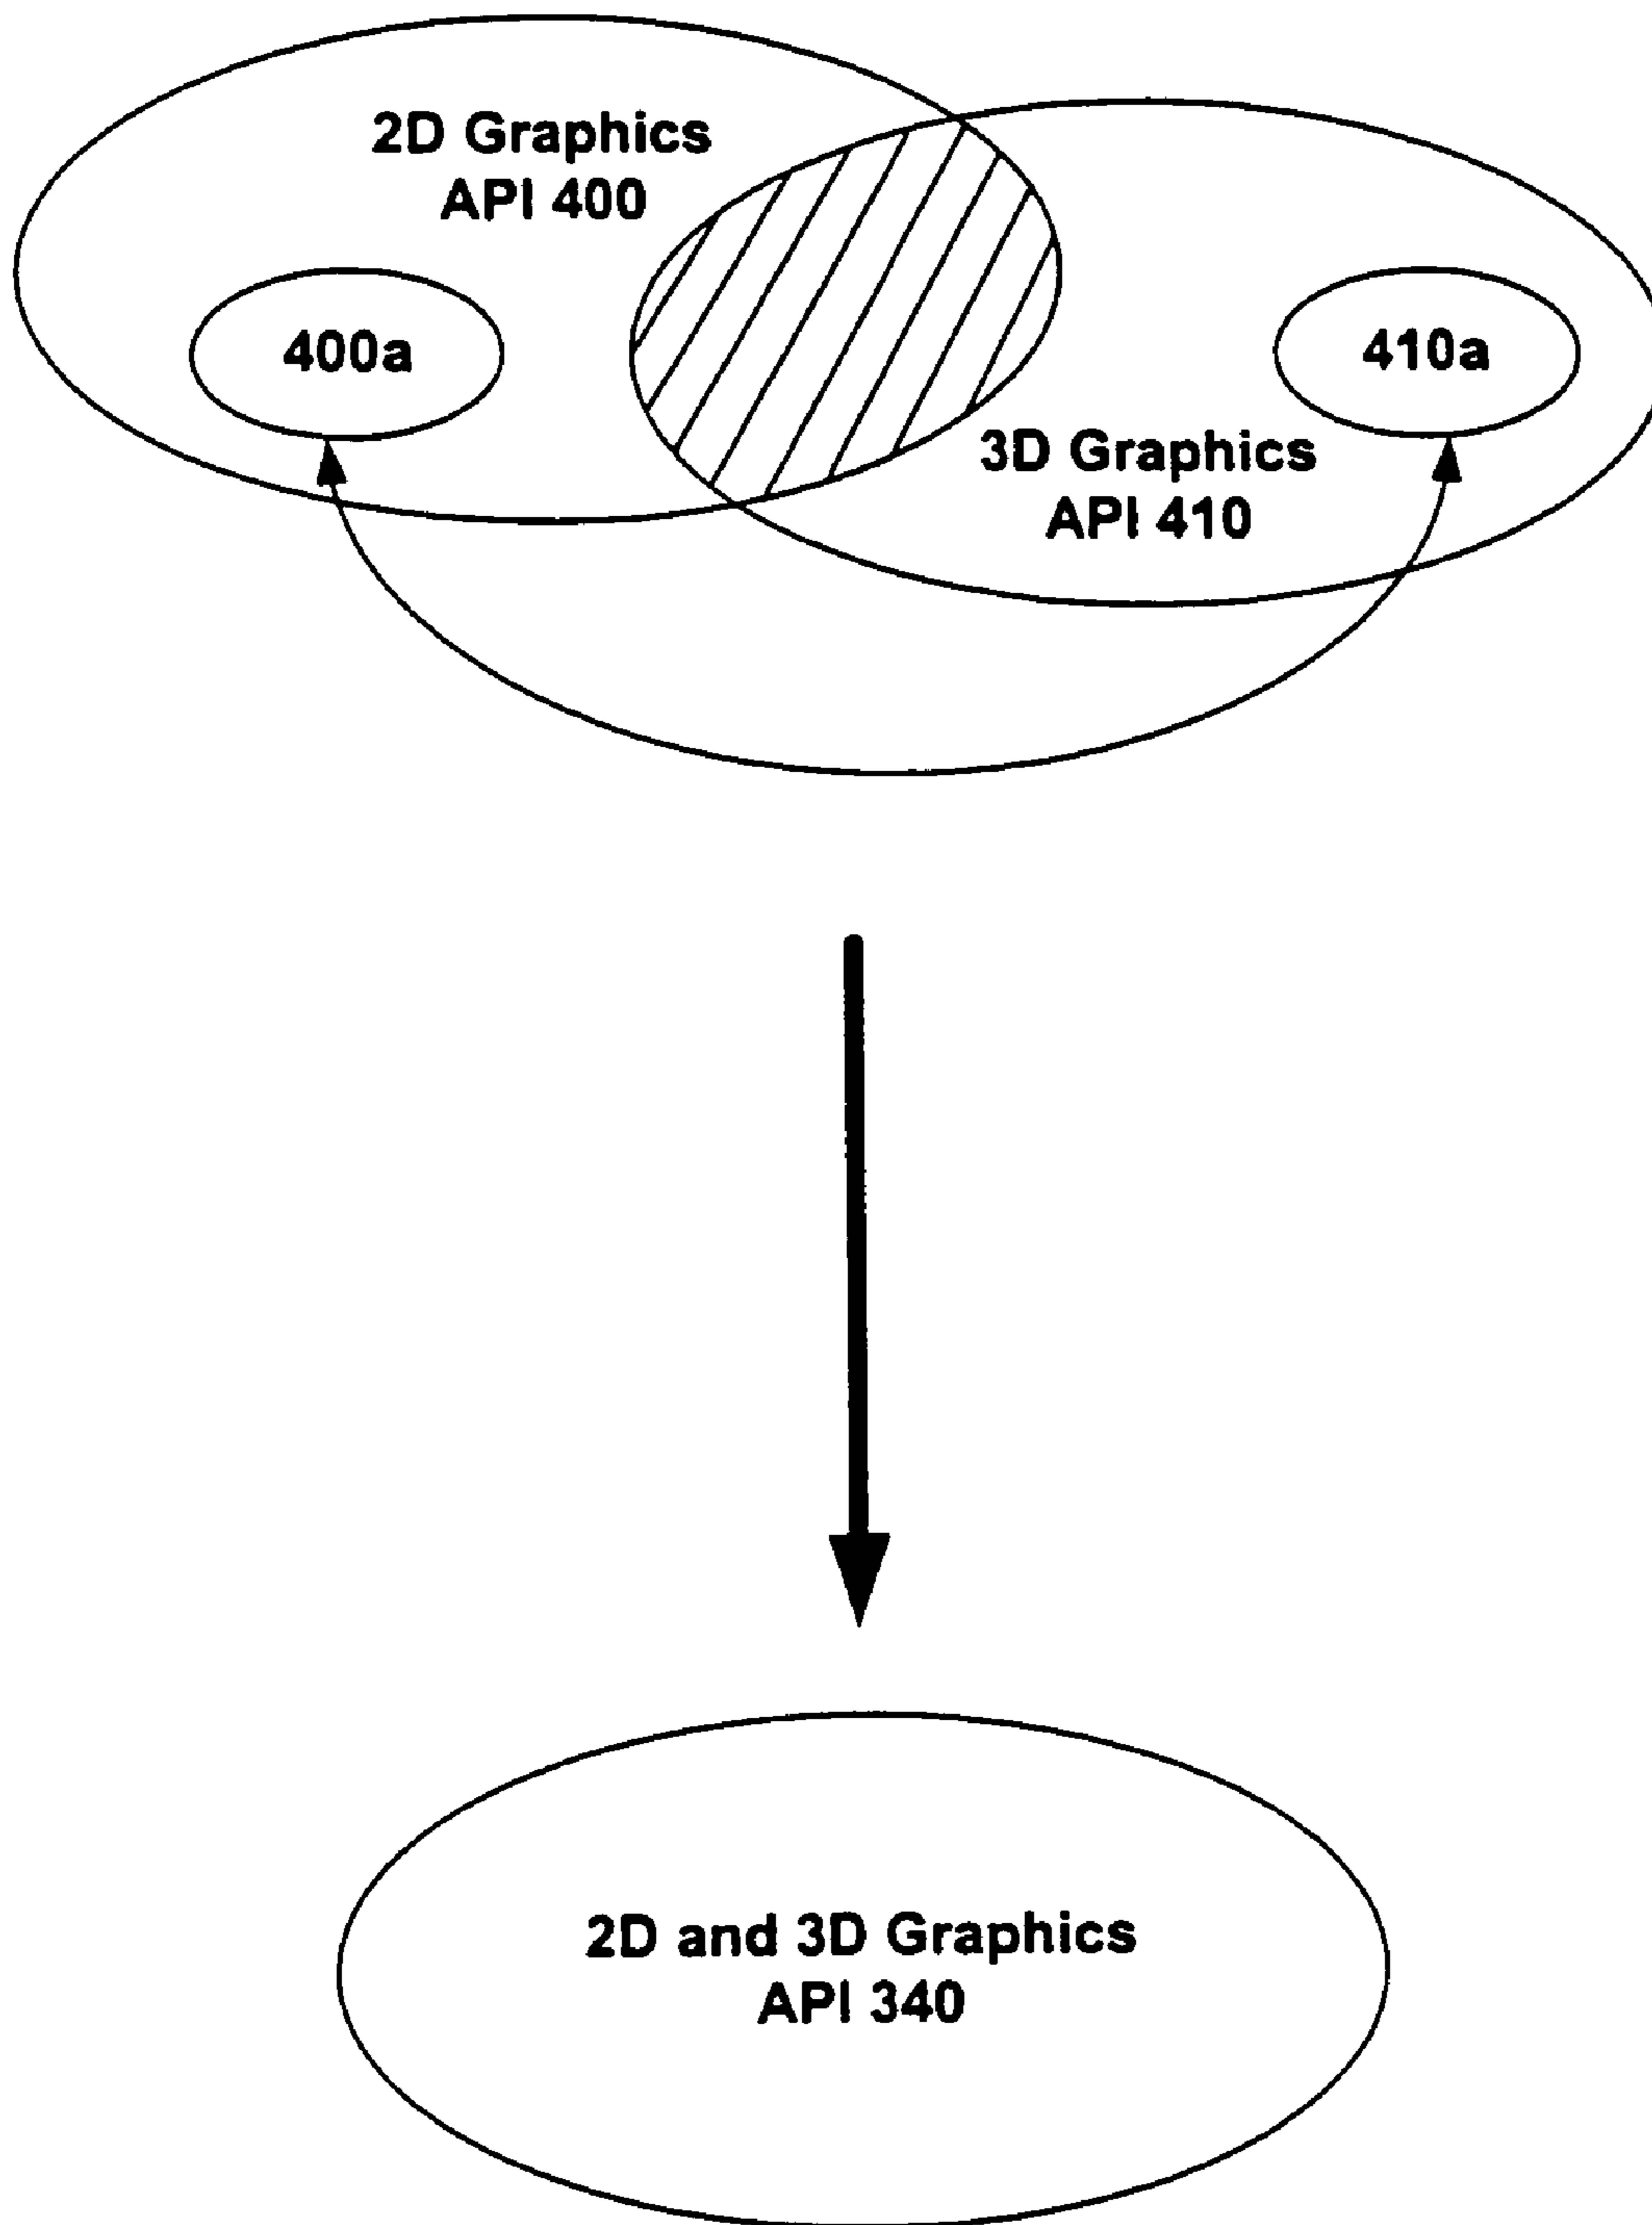 2D Graphics
API 400
400a
410a
3D Graphics
API 410
2D and 3D Graphics
API 340